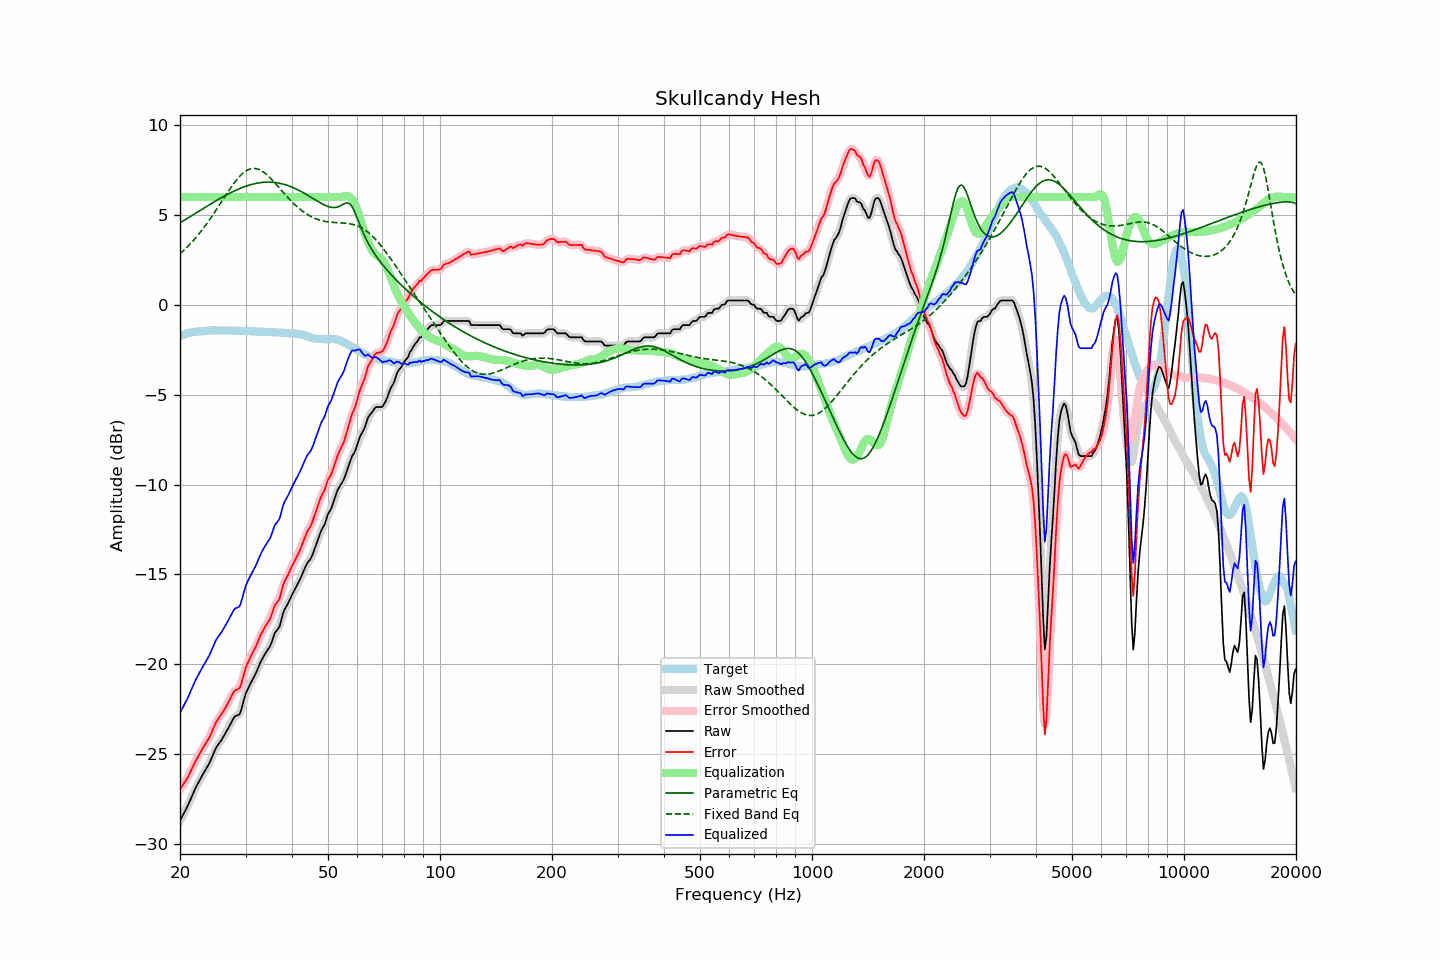 Skullcandy Hesh
Amplitude (dBr)
10
5
0
−5
−10
−15
−20
−25
−30
Target
Raw Smoothed
Error Smoothed
Raw
Error
Equalization
Parametric Eq
Fixed Band Eq
Equalized
20 50 100 200 500 1000 2000 5000 10000 20000
Frequency (Hz)